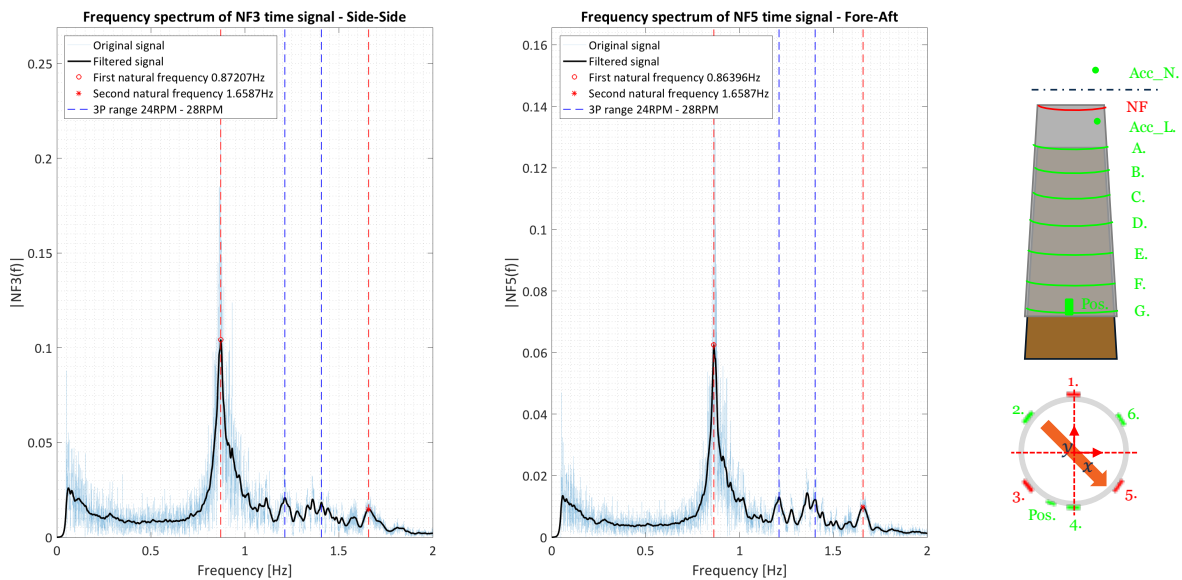 Frequency spectrum of NF3 time signal - Side-Side
0.25
0.2
0.15
0.1
0.05
0
|NF3(f)|
Original signal
Filtered signal
First natural frequency 0.87207Hz
Second natural frequency 1.6587Hz
3P range 24RPM - 28RPM
0
0.5
1
1.5
2
Frequency [Hz]
Frequency spectrum of NF5 time signal - Fore-Aft
0.16
0.14
0.12
0.1
0.08
0.06
0.04
0.02
0
|NF5(f)|
Original signal
Filtered signal
First natural frequency 0.86396Hz
Second natural frequency 1.6587Hz
3P range 24RPM - 28RPM
0
0.5
1
1.5
2
Frequency [Hz]
Acc_N.
NF
Acc_L.
A.
B.
C.
D.
E.
F.
Pos.
G.
1.
2.
6.
y
x
3.
5.
Pos.
4.